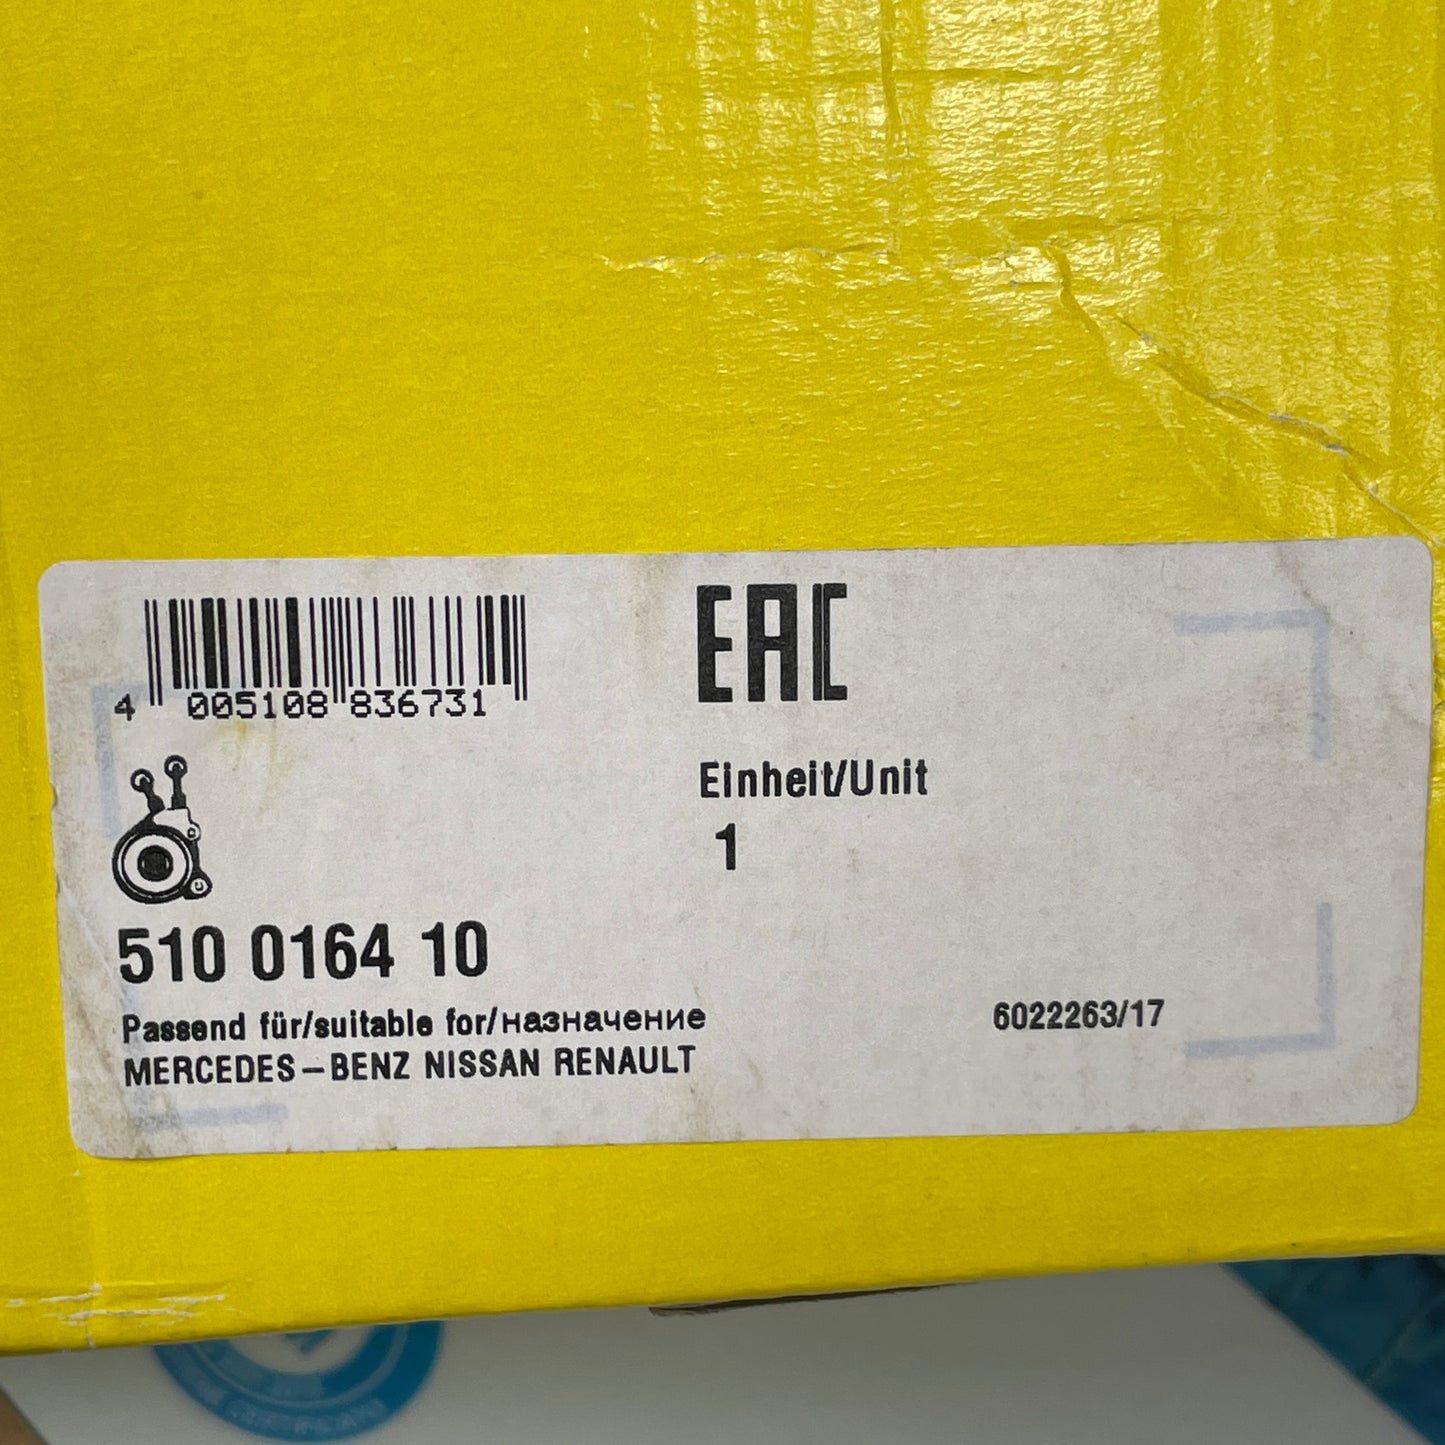 4 005108 836731
EAC
Einheit/Unit
1
510 0164 10
Passend für/suitable for/назначение
MERCEDES-BENZ NISSAN RENAULT
6022263/17